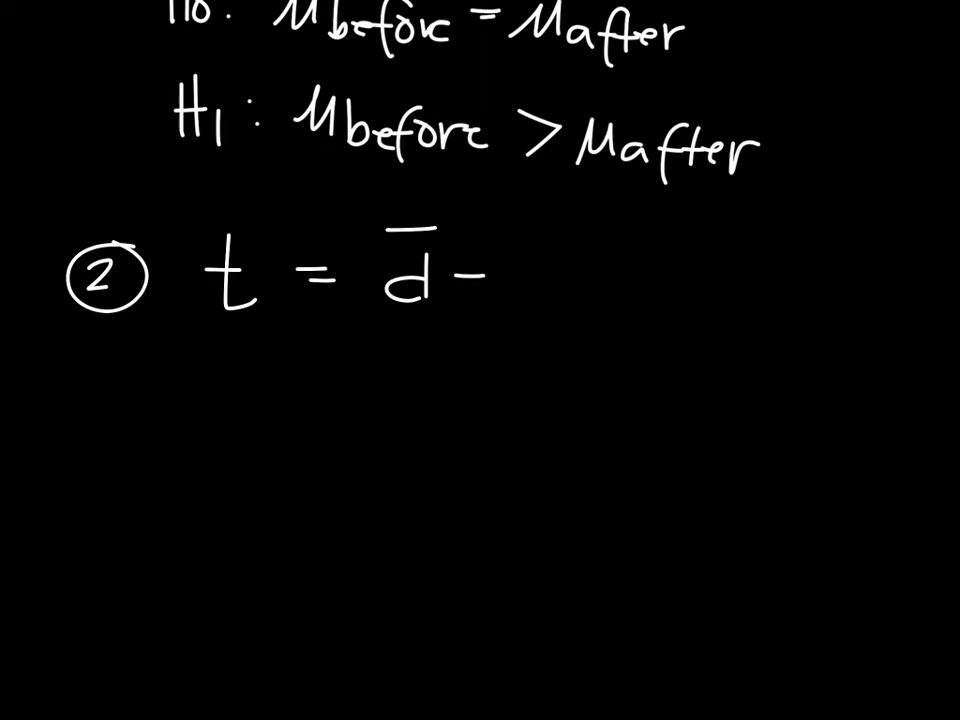 H0: μbefore = μafter
H1: μbefore > μafter
② t = d̅ −